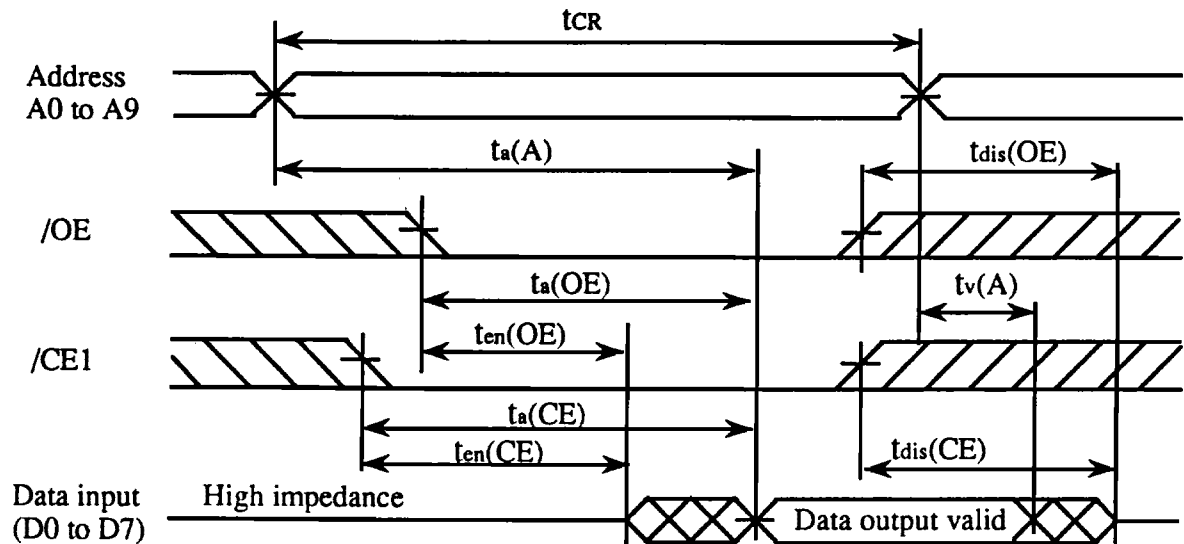 tCR
Address
A0 to A9
ta(A)
tdis(OE)
/OE
ta(OE)
tv(A)
ten(OE)
/CE1
ta(CE)
ten(CE)
tdis(CE)
Data input
(D0 to D7)
High impedance
Data output valid